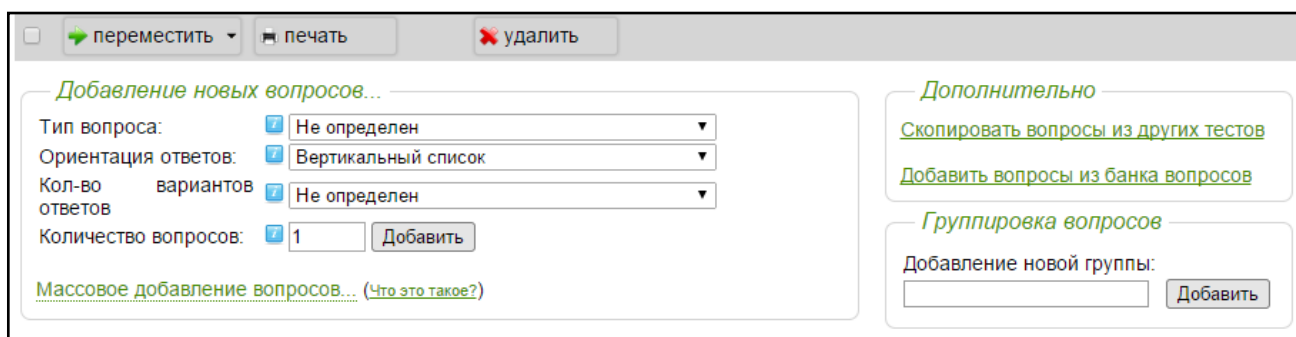 переместить печать удалить
Добавление новых вопросов...
Тип вопроса: Не определен
Ориентация ответов: Вертикальный список
Кол-во вариантов
ответов Не определен
Количество вопросов: 1 Добавить
Массовое добавление вопросов... (Что это такое?)
Дополнительно
Скопировать вопросы из других тестов
Добавить вопросы из банка вопросов
Группировка вопросов
Добавление новой группы:
Добавить